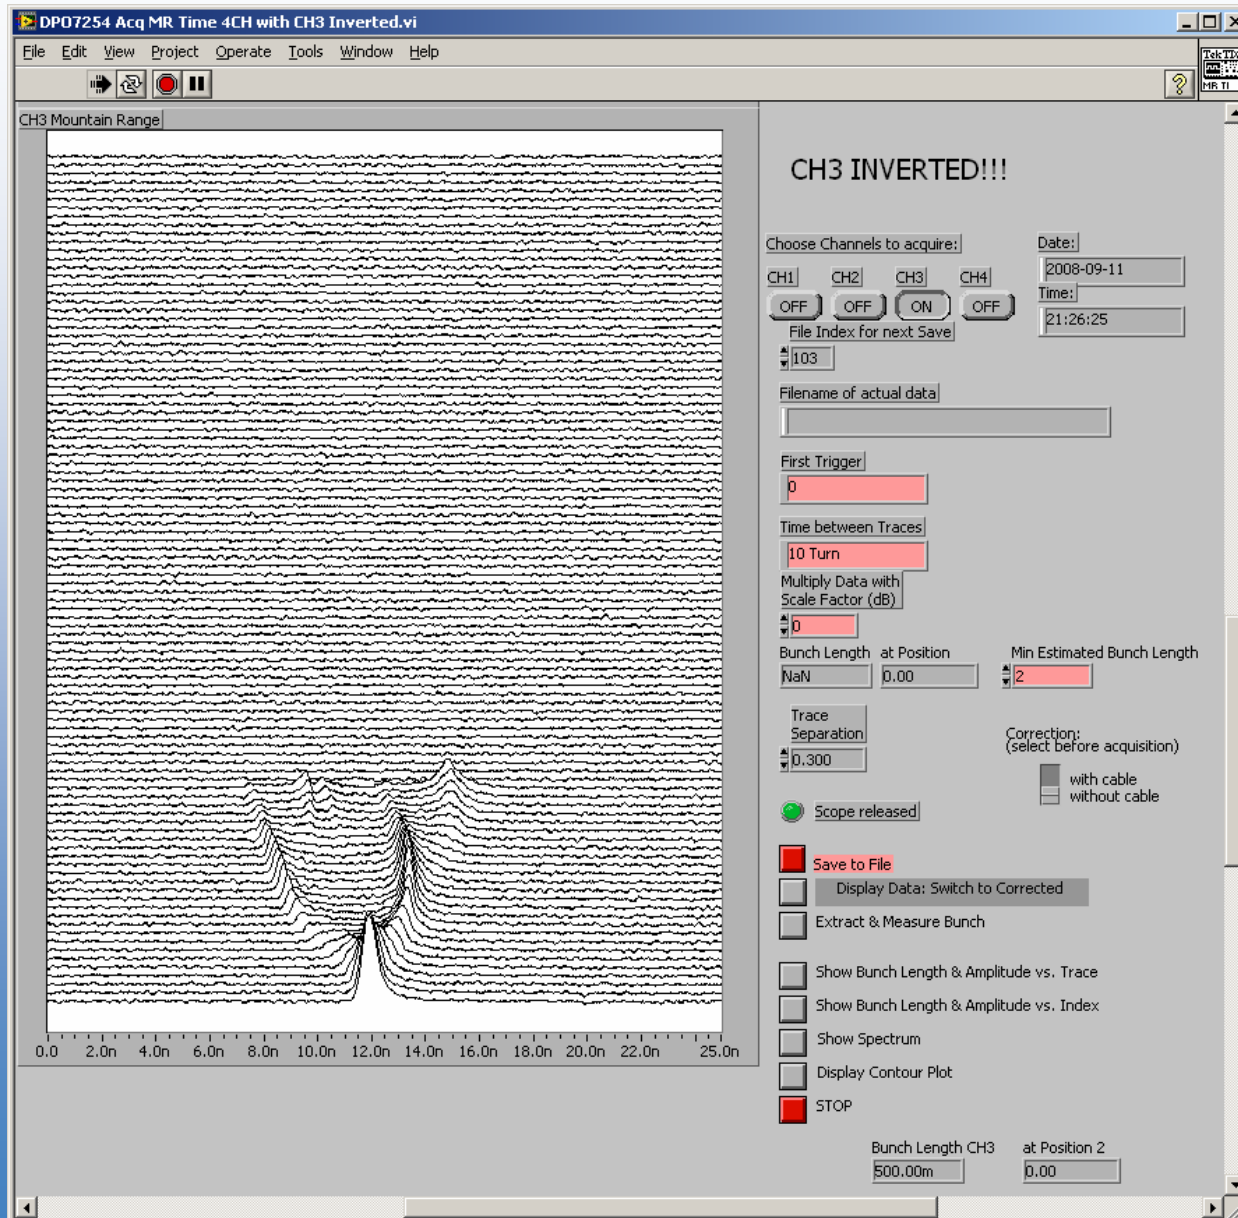 DPO7254 Acq MR Time 4CH with CH3 Inverted.vi
File Edit View Project Operate Tools Window Help
TekTDS
MR TI
CH3 Mountain Range
CH3 INVERTED!!!
Choose Channels to acquire:
Date:
2008-09-11
CH1 CH2 CH3 CH4
Time:
OFF OFF ON OFF
21:26:25
File Index for next Save
103
Filename of actual data
First Trigger
0
Time between Traces
10 Turn
Multiply Data with
Scale Factor (dB)
0
Bunch Length at Position Min Estimated Bunch Length
NaN 0.00 2
Trace
Separation
0.300
Correction:
(select before acquisition)
with cable
without cable
Scope released
Save to File
Display Data: Switch to Corrected
Extract & Measure Bunch
Show Bunch Length & Amplitude vs. Trace
Show Bunch Length & Amplitude vs. Index
Show Spectrum
Display Contour Plot
STOP
0.0 2.0n 4.0n 6.0n 8.0n 10.0n 12.0n 14.0n 16.0n 18.0n 20.0n 22.0n 25.0n
Bunch Length CH3 at Position 2
500.00m 0.00